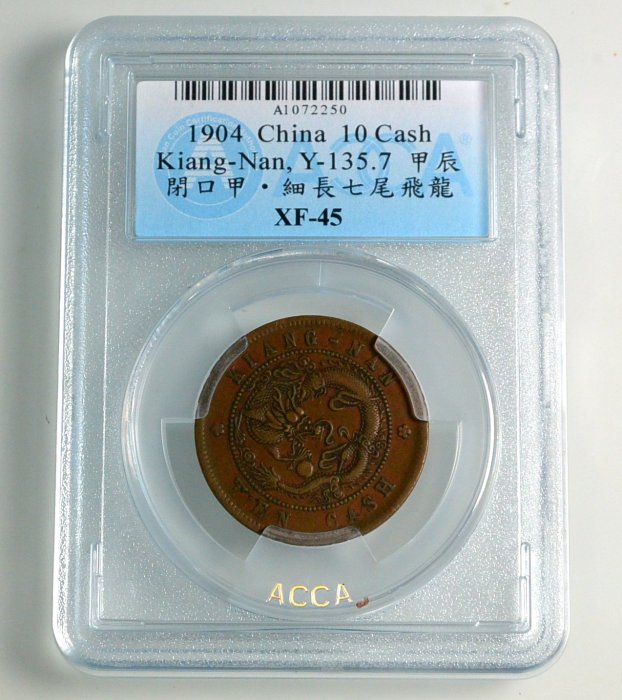 A1072250
1904 China 10 Cash
Kiang-Nan, Y-135.7 甲辰
閉口甲·細長七尾飛龍
XF-45
KIANG-NAN
TEN CASH
ACCA